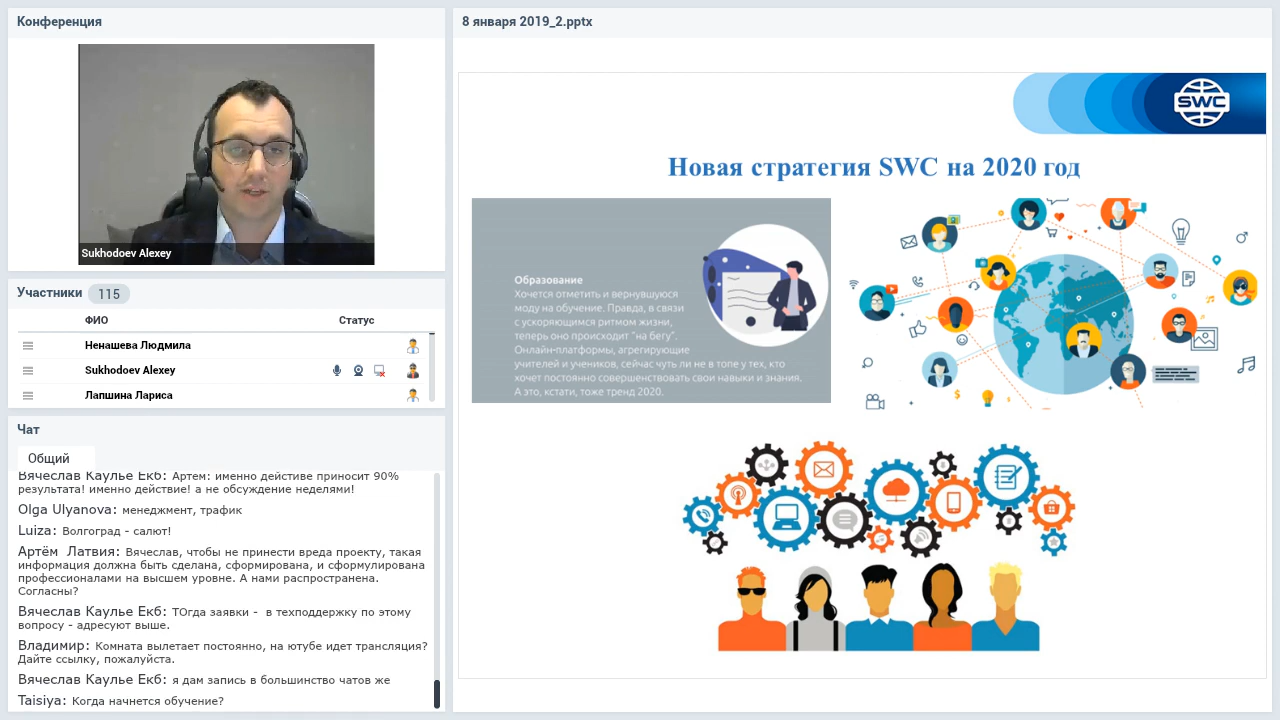 Конференция
Sukhodoev Alexey
Участники 115
ФИО Статус
Ненашева Людмила
Sukhodoev Alexey
Лапшина Лариса
Чат
Общий
Вячеслав Каулье Екб: Артем: именно действие приносит 90%
результата! именно действие! а не обсуждение неделями!
Olga Ulyanova: менеджмент, трафик
Luiza: Волгоград - салют!
Артём Латвия: Вячеслав, чтобы не принести вреда проекту, такая
информация должна быть сделана, сформирована, и сформулирована
профессионалами на высшем уровне. А нами распространена.
Согласны?
Вячеслав Каулье Екб: ТОгда заявки - в техподдержку по этому
вопросу - адресуют выше.
Владимир: Комната вылетает постоянно, на ютубе идет трансляция?
Дайте ссылку, пожалуйста.
Вячеслав Каулье Екб: я дам запись в большинство чатов же
Taisiya: Когда начнется обучение?
8 января 2019_2.pptx
SWC
Новая стратегия SWC на 2020 год
Образование
Хочется отметить и вернувшуюся
моду на обучение. Правда, в связи
с ускоряющимся ритмом жизни,
теперь оно происходит "на бегу".
Онлайн-платформы, агрегирующие
учителей и учеников, сейчас чуть ли не в топе у тех, кто
хочет постоянно совершенствовать свои навыки и знания.
А это, кстати, тоже тренд 2020.